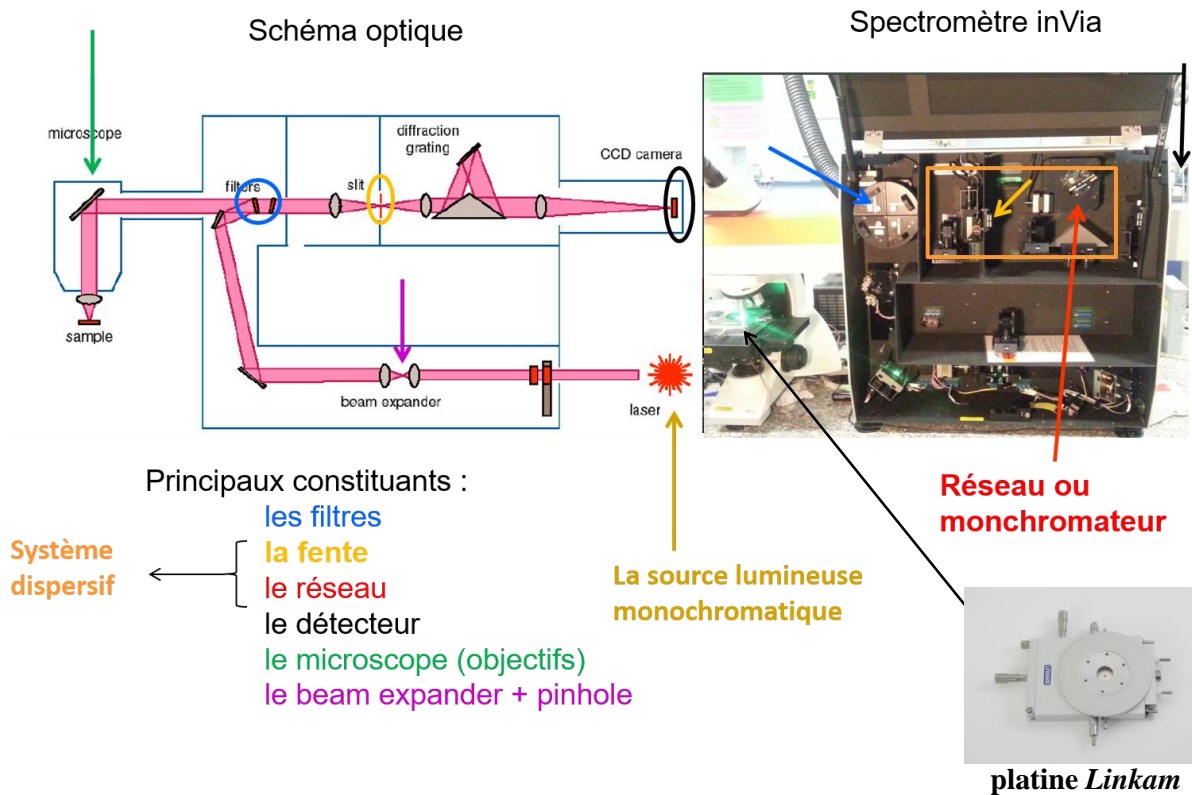 Schéma optique
Spectromètre inVia
microscope
filters
slit
diffraction
grating
CCD camera
sample
beam expander
laser
Principaux constituants :
les filtres
la fente
le réseau
le détecteur
le microscope (objectifs)
le beam expander + pinhole
Système
dispersif
La source lumineuse
monochromatique
Réseau ou
monchromateur
platine Linkam